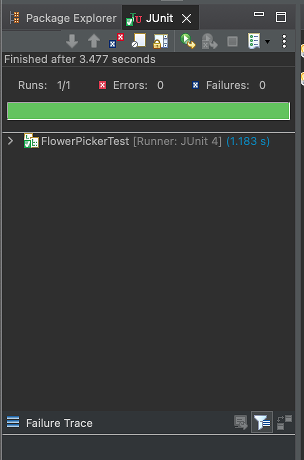 Package Explorer JUnit
Finished after 3.477 seconds
Runs: 1/1 Errors: 0 Failures: 0
FlowerPickerTest [Runner: JUnit 4] (1.183 s)
Failure Trace